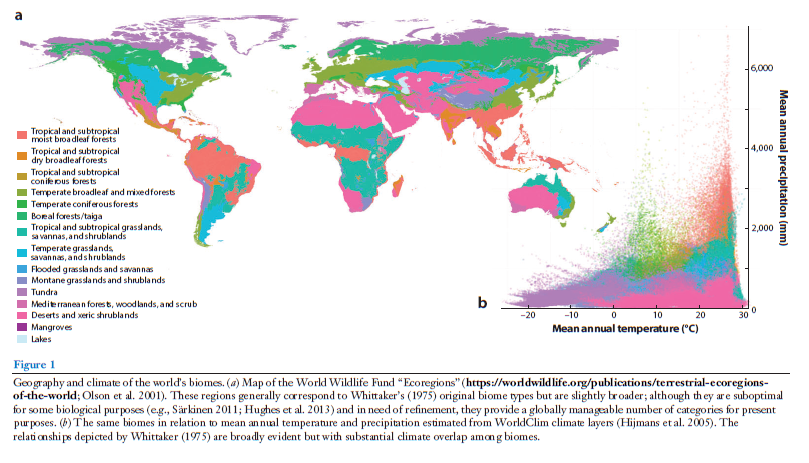 a
Tropical and subtropical
moist broadleaf forests
Tropical and subtropical
dry broadleaf forests
Tropical and subtropical
coniferous forests
Temperate broadleaf and mixed forests
Temperate coniferous forests
Boreal forests/taiga
Tropical and subtropical grasslands,
savannas, and shrublands
Temperate grasslands,
savannas, and shrublands
Flooded grasslands and savannas
Montane grasslands and shrublands
Tundra
Mediterranean forests, woodlands, and scrub
Deserts and xeric shrublands
Mangroves
Lakes
b
6,000
4,000
2,000
0
Mean annual precipitation (mm)
−20 −10 0 10 20 30
Mean annual temperature (°C)
Figure 1
Geography and climate of the world's biomes. (a) Map of the World Wildlife Fund “Ecoregions” (https://worldwildlife.org/publications/terrestrial-ecoregions-
of-the-world; Olson et al. 2001). These regions generally correspond to Whittaker's (1975) original biome types but are slightly broader; although they are suboptimal
for some biological purposes (e.g., Särkinen 2011; Hughes et al. 2013) and in need of refinement, they provide a globally manageable number of categories for present
purposes. (b) The same biomes in relation to mean annual temperature and precipitation estimated from WorldClim climate layers (Hijmans et al. 2005). The
relationships depicted by Whittaker (1975) are broadly evident but with substantial climate overlap among biomes.